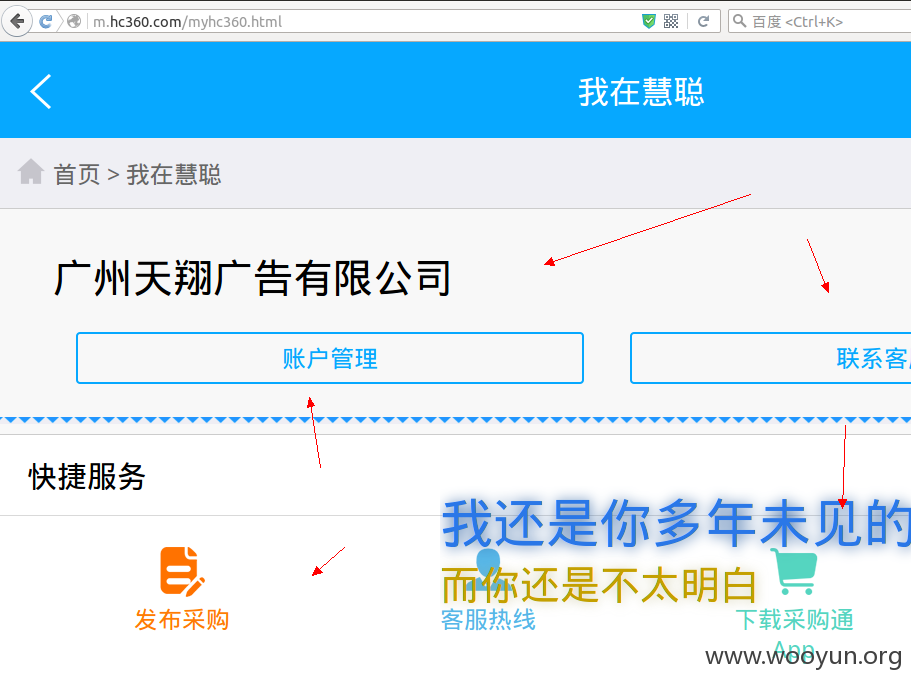 m.hc360.com/myhc360.html
百度 <Ctrl+K>
我在慧聪
首页 > 我在慧聪
广州天翔广告有限公司
账户管理
联系客
快捷服务
我还是你多年未见的
而你还是不太明白
发布采购
客服热线
下载采购通
App
www.wooyun.org